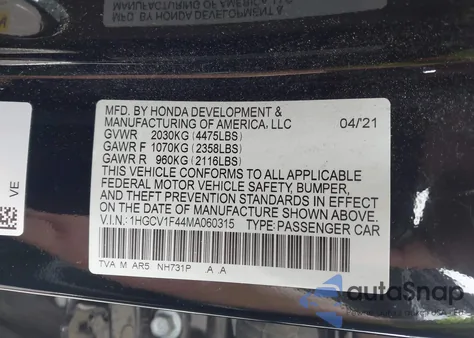 MFD. BY HONDA DEVELOPMENT &
MANUFACTURING OF AMERICA, LLC 04/21
GVWR 2030KG (4475LBS)
GAWR F 1070KG (2358LBS)
GAWR R 960KG (2116LBS)
THIS VEHICLE CONFORMS TO ALL APPLICABLE
FEDERAL MOTOR VEHICLE SAFETY, BUMPER,
AND THEFT PREVENTION STANDARDS IN EFFECT
ON THE DATE OF MANUFACTURE SHOWN ABOVE.
V.I.N.: 1HGCV1F44MA060315 TYPE: PASSENGER CAR
TVA M AR5 NH731P A A
VE
autoSnap